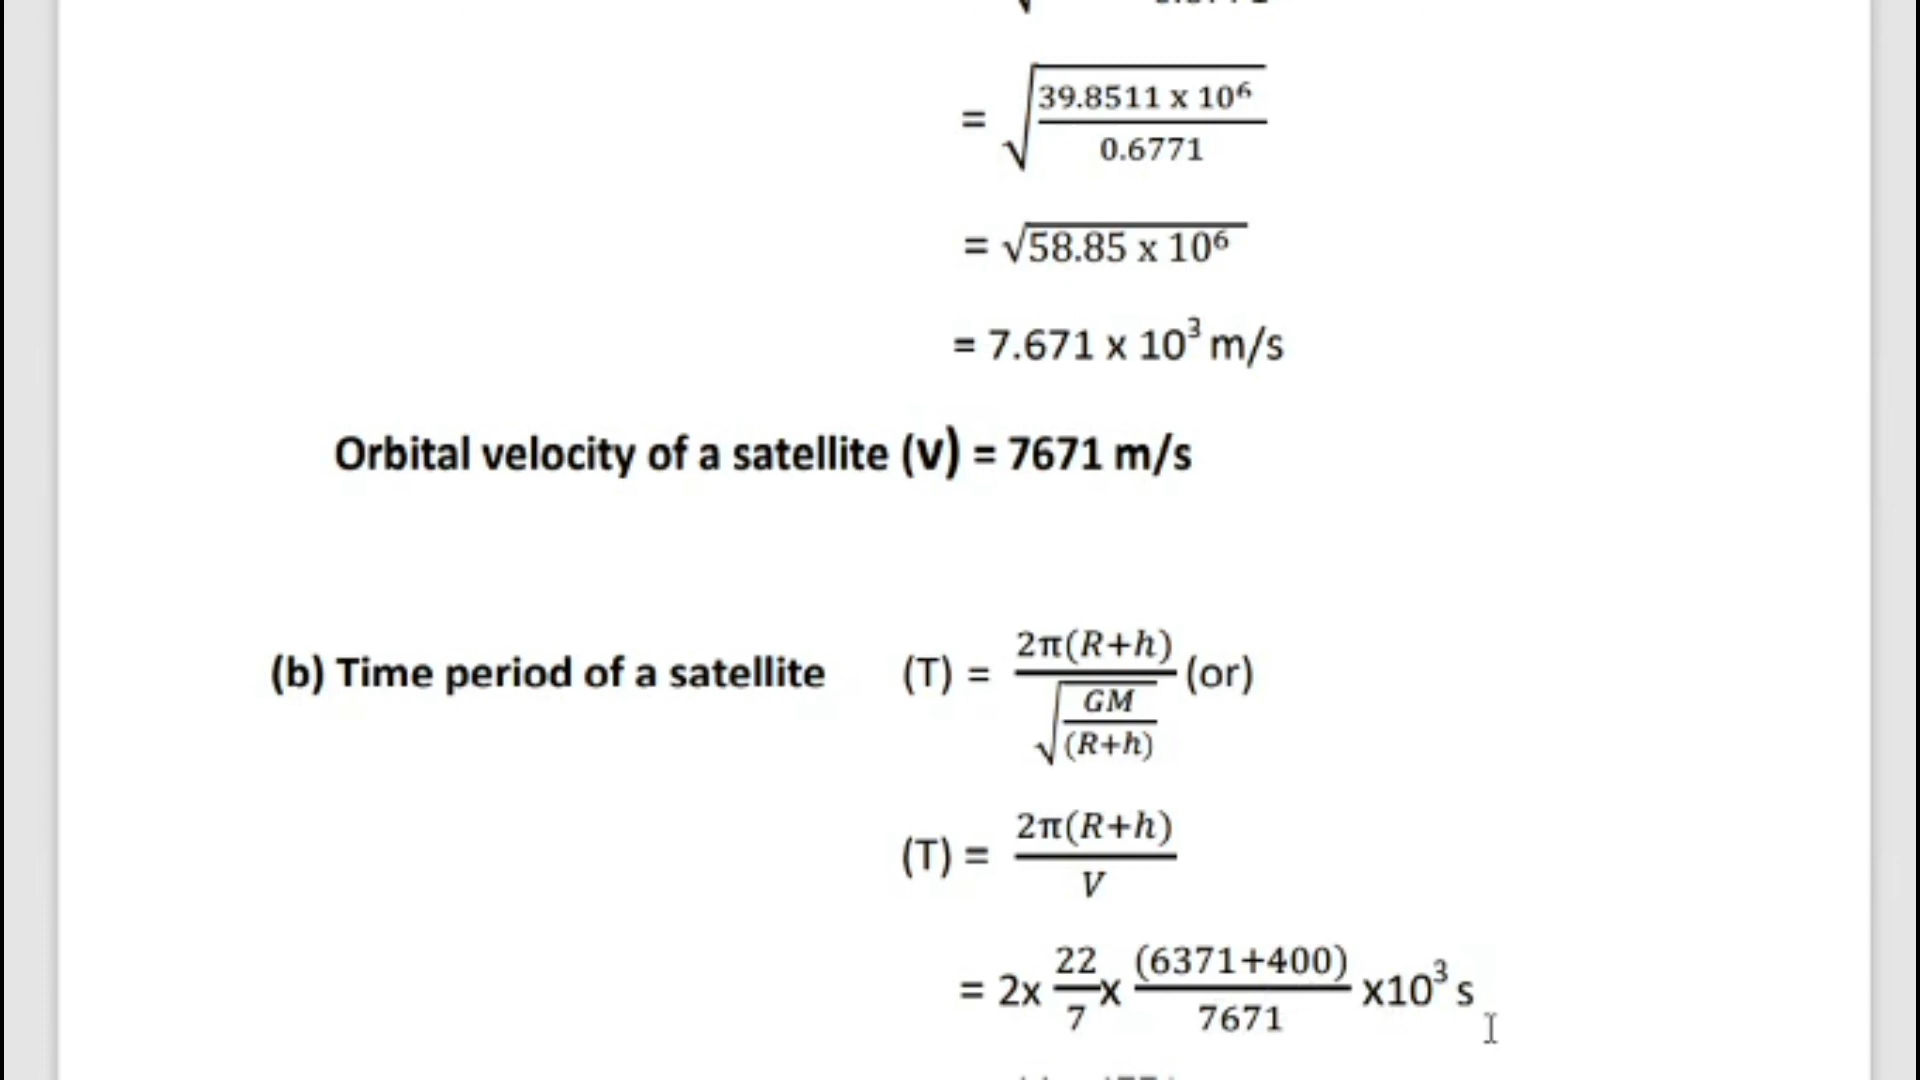 = √(39.8511 x 10⁶ / 0.6771)
= √58.85 x 10⁶
= 7.671 x 10³ m/s
Orbital velocity of a satellite (V) = 7671 m/s
(b) Time period of a satellite (T) = 2π(R+h) / √(GM / (R+h)) (or)
(T) = 2π(R+h) / V
= 2x 22/7 x (6371+400) / 7671 x10³ s